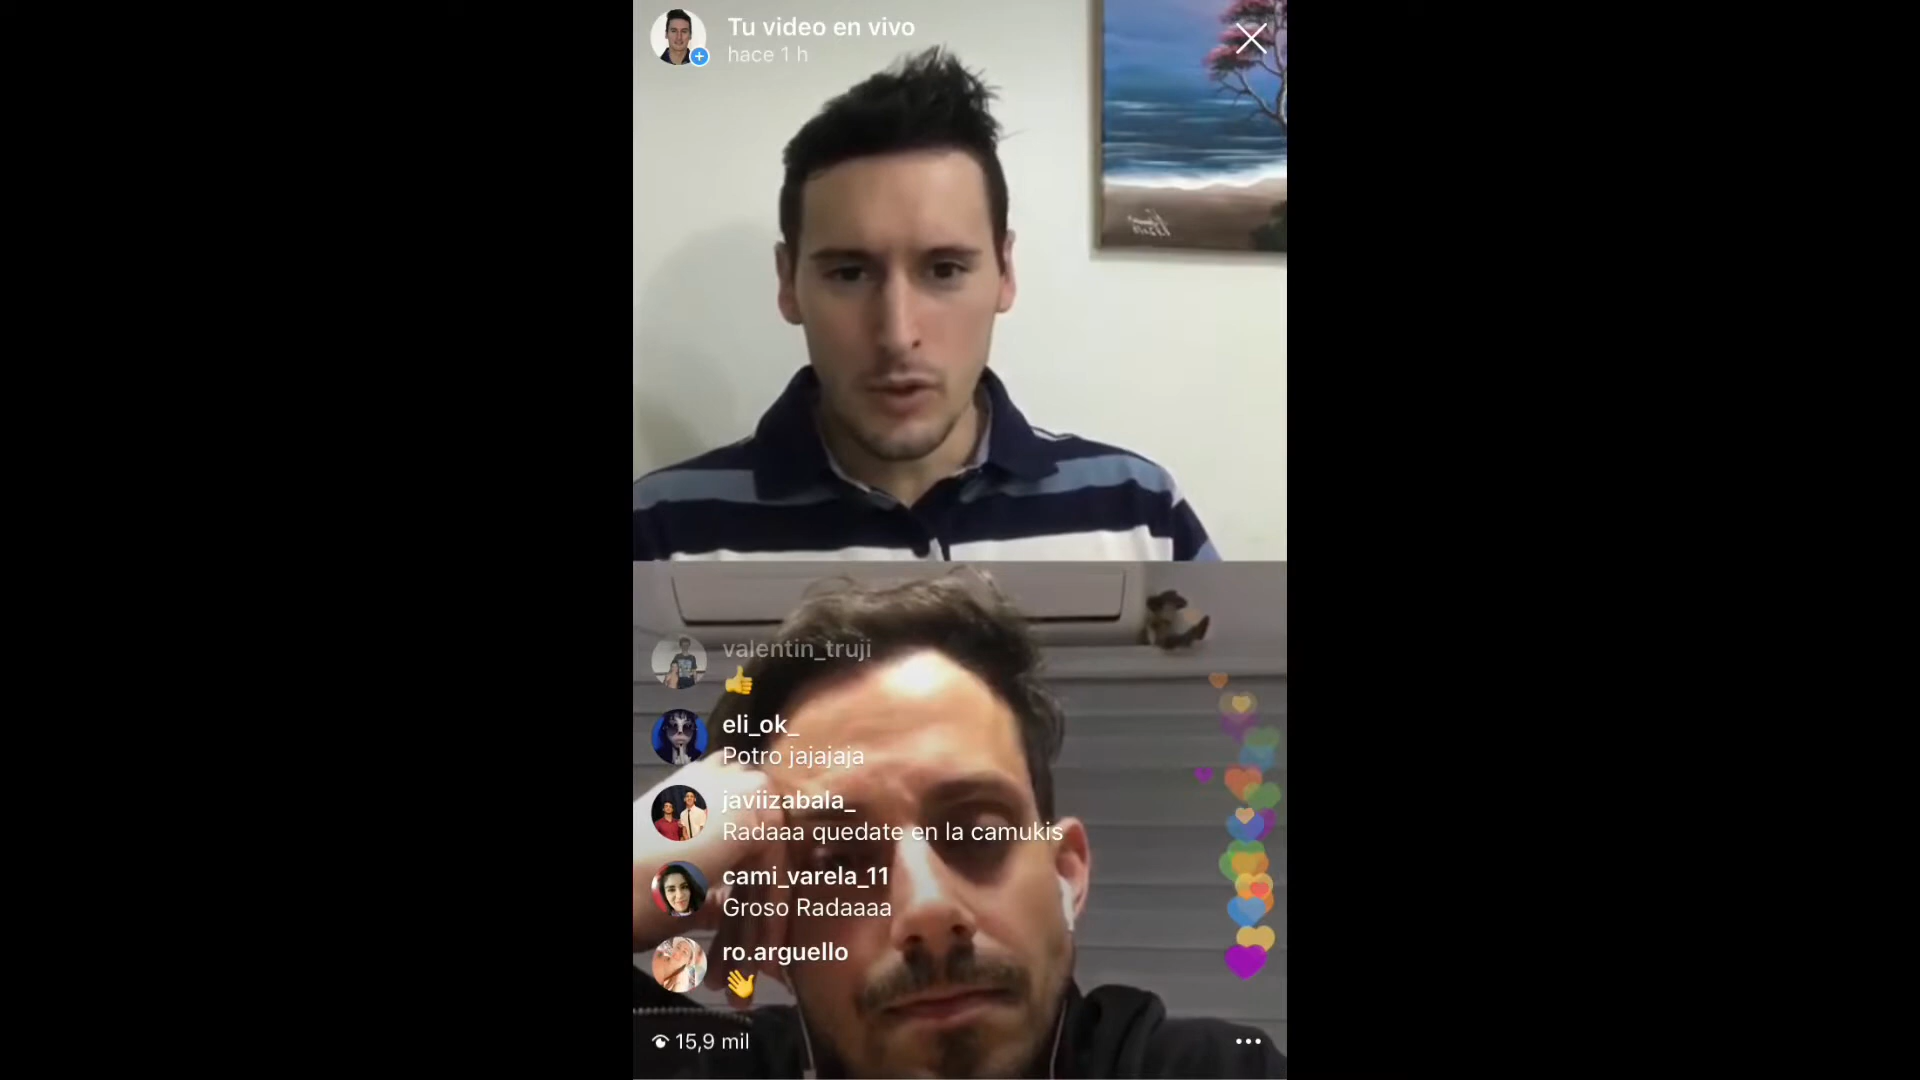 Tu video en vivo
hace 1 h
valentin_truji
👍
eli_ok_
Potro jajajaja
javiizabala_
Radaaa quedate en la camukis
cami_varela_11
Groso Radaaaa
ro.arguello
👋
15,9 mil